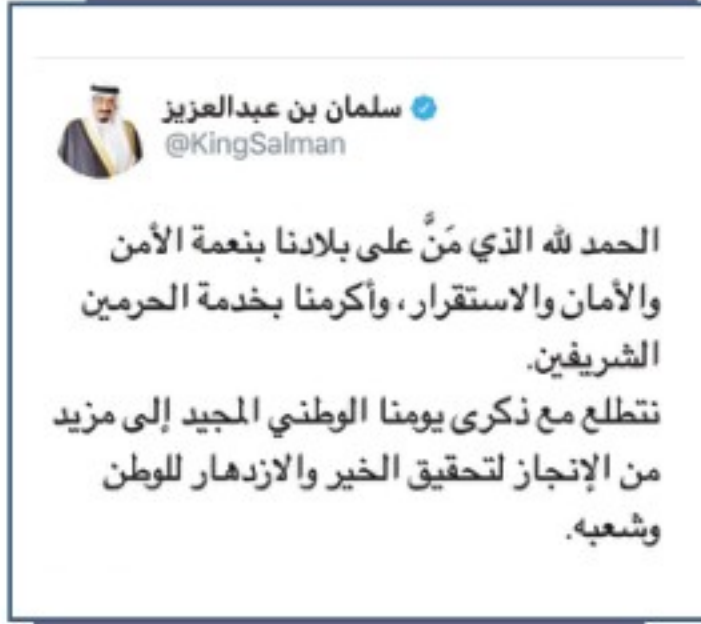 سلمان بن عبدالعزيز
@KingSalman
الحمد لله الذي مَنَّ على بلادنا بنعمة الأمن
والأمان والاستقرار، وأكرمنا بخدمة الحرمين
الشريفين.
نتطلع مع ذكرى يومنا الوطني المجيد إلى مزيد
من الإنجاز لتحقيق الخير والازدهار للوطن
وشعبه.